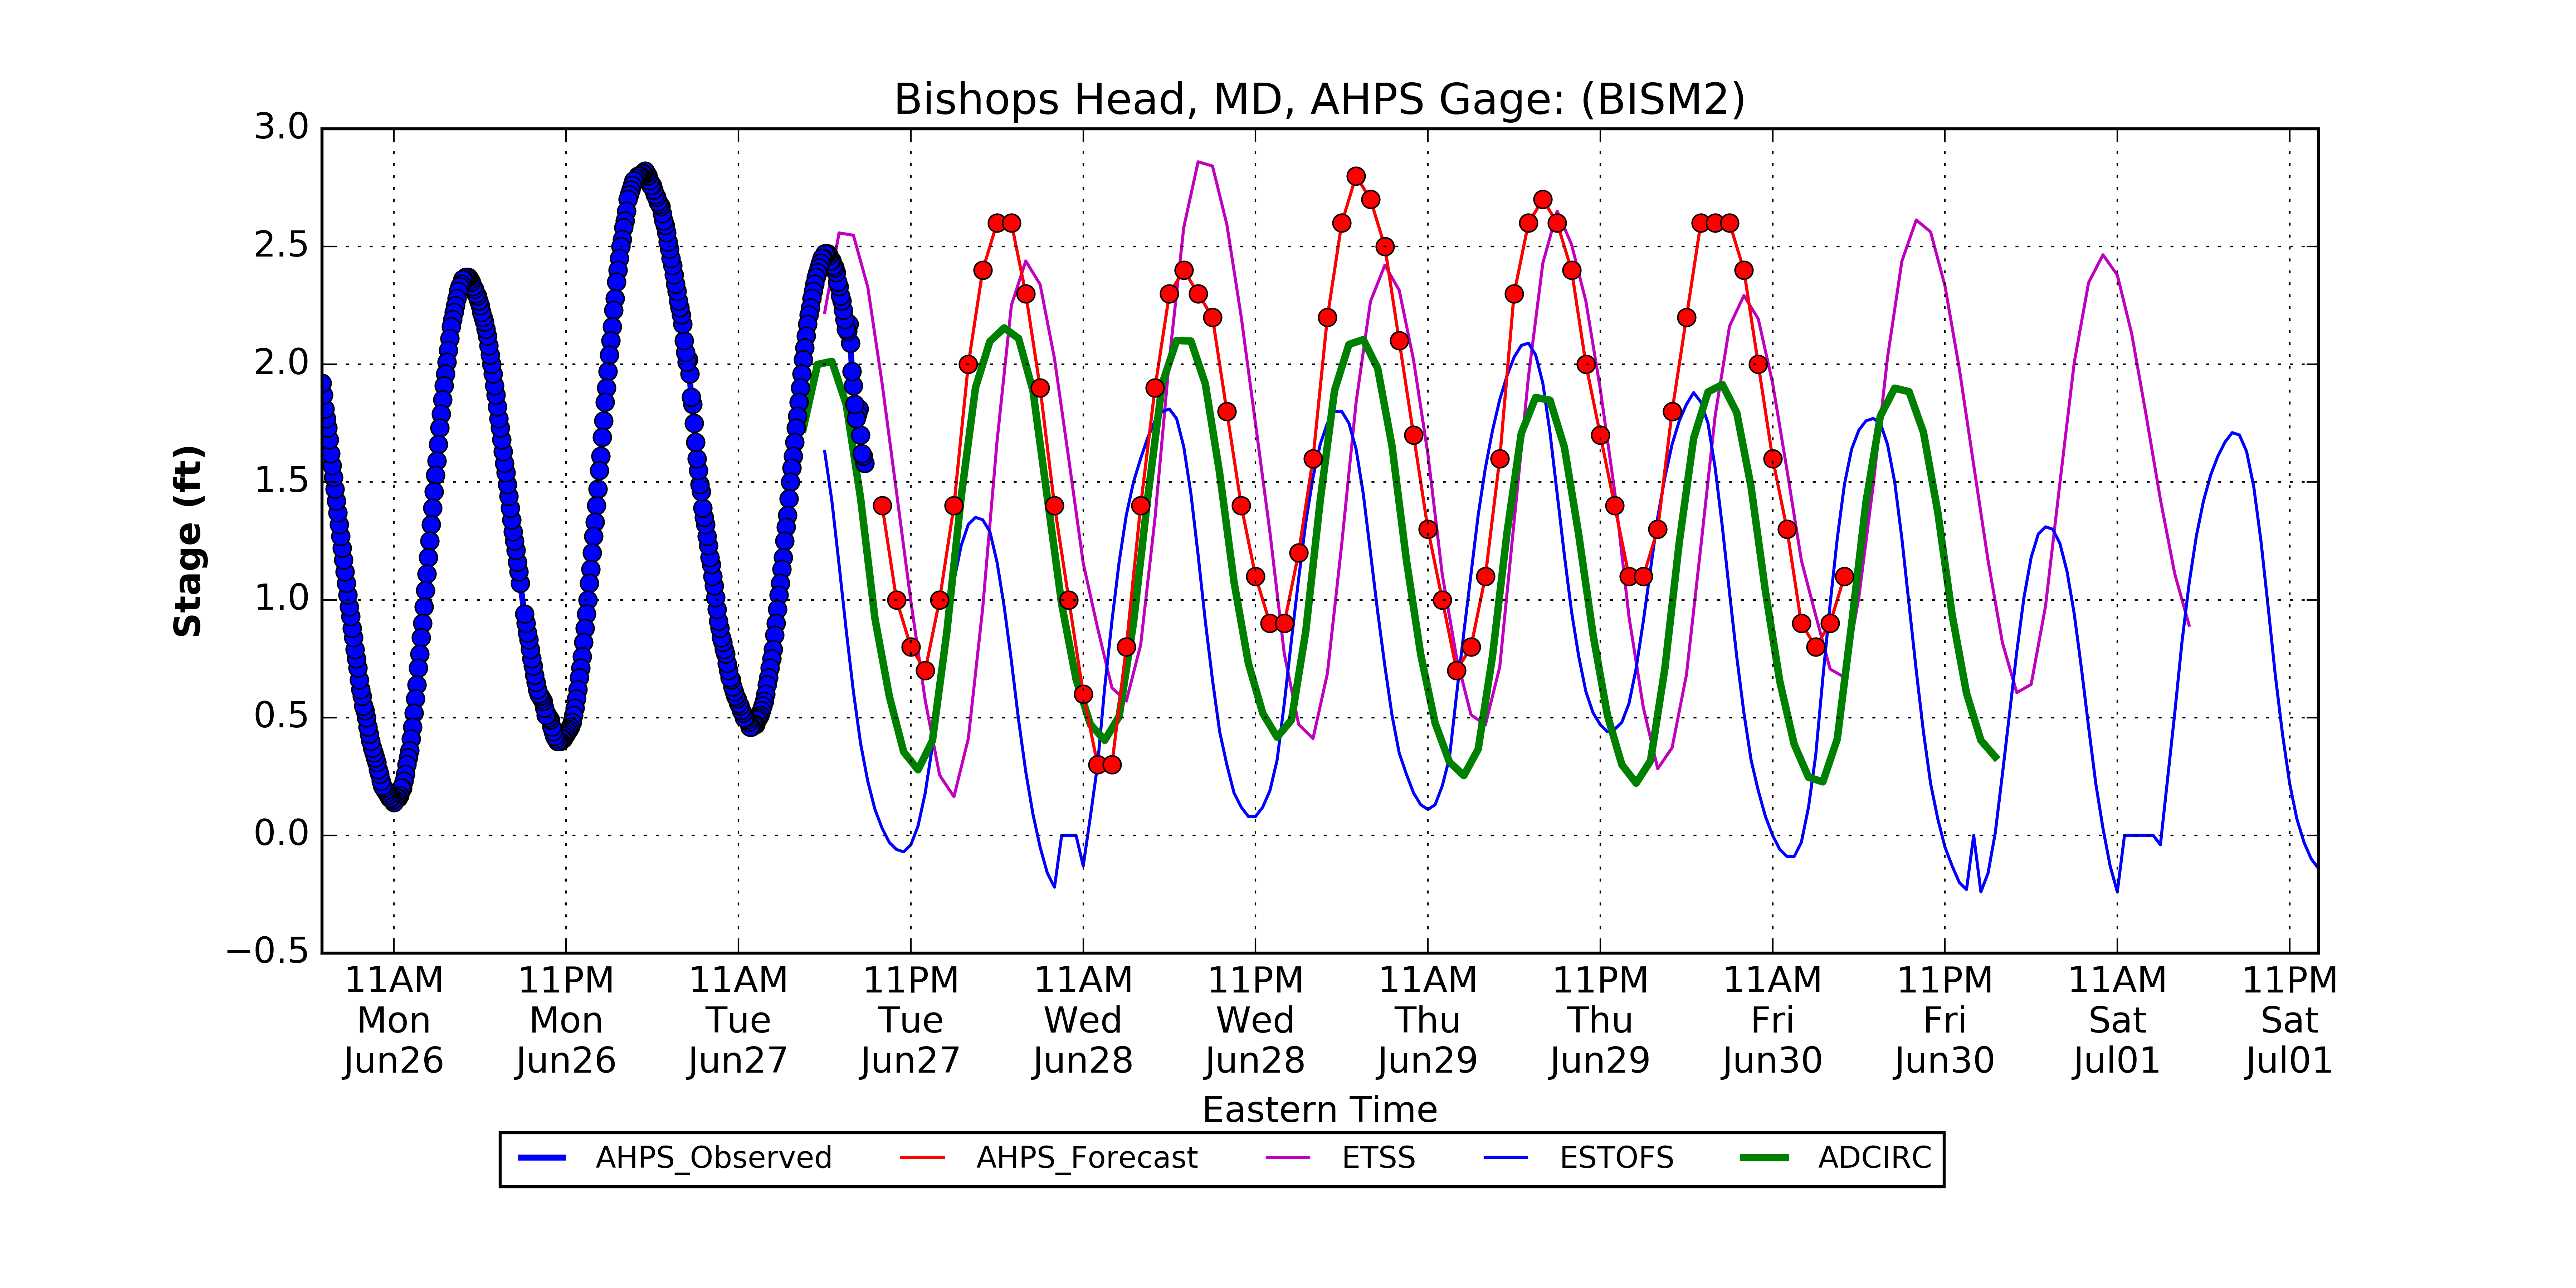 Bishops Head, MD, AHPS Gage: (BISM2)
3.0
2.5
2.0
1.5
1.0
0.5
0.0
−0.5
Stage (ft)
11AM 11PM 11AM 11PM 11AM 11PM 11AM 11PM 11AM 11PM 11AM 11PM
Mon Mon Tue Tue Wed Wed Thu Thu Fri Fri Sat Sat
Jun26 Jun26 Jun27 Jun27 Jun28 Jun28 Jun29 Jun29 Jun30 Jun30 Jul01 Jul01
Eastern Time
AHPS_Observed AHPS_Forecast ETSS ESTOFS ADCIRC